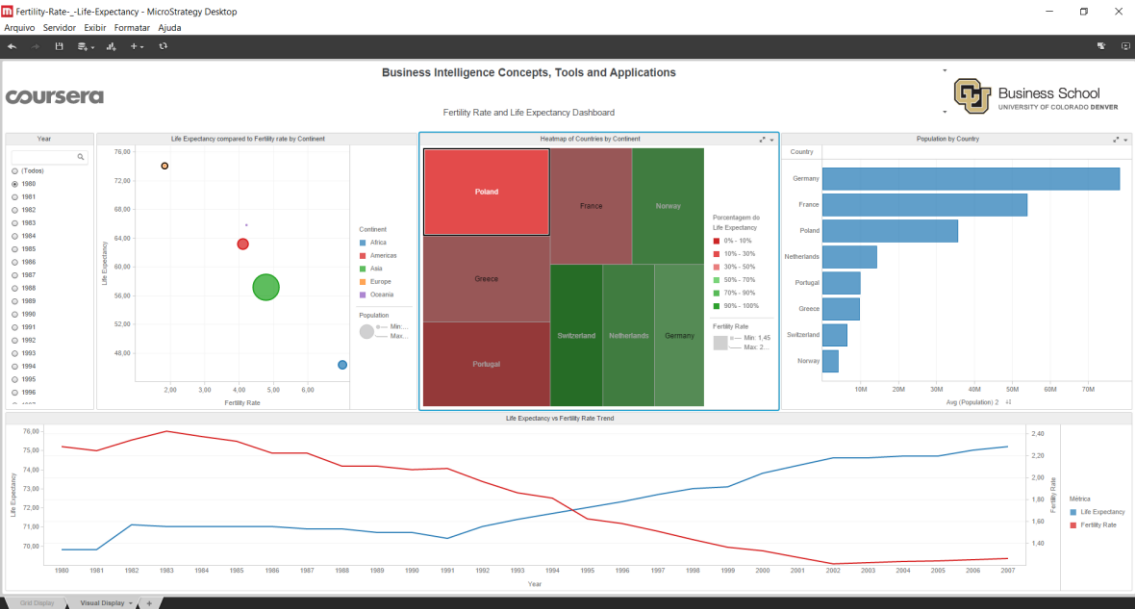 Fertility-Rate-_-Life-Expectancy - MicroStrategy Desktop
Arquivo Servidor Exibir Formatar Ajuda
Business Intelligence Concepts, Tools and Applications
coursera
Fertility Rate and Life Expectancy Dashboard
CU
Business School
UNIVERSITY OF COLORADO DENVER
Year
(Todos)
1980
1981
1982
1983
1984
1985
1986
1987
1988
1989
1990
1991
1992
1993
1994
1995
1996
Life Expectancy compared to Fertility rate by Continent
Life Expectancy
76,00
72,00
68,00
64,00
60,00
56,00
52,00
48,00
2,00 3,00 4,00 5,00 6,00
Fertility Rate
Continent
Africa
Americas
Asia
Europe
Oceania
Population
Min:...
Max...
Heatmap of Countries by Continent
Poland
France
Norway
Greece
Portugal
Switzerland
Netherlands
Germany
Porcentagem do
Life Expectancy
0% - 10%
10% - 30%
30% - 50%
50% - 70%
70% - 90%
90% - 100%
Fertility Rate
Min: 1,45
Max: 2...
Population by Country
Country
Germany
France
Poland
Netherlands
Portugal
Greece
Switzerland
Norway
10M 20M 30M 40M 50M 60M 70M
Avg (Population) 2
Life Expectancy vs Fertility Rate Trend
Life Expectancy
76,00
75,00
74,00
73,00
72,00
71,00
70,00
1980 1981 1982 1983 1984 1985 1986 1987 1988 1989 1990 1991 1992 1993 1994 1995 1996 1997 1998 1999 2000 2001 2002 2003 2004 2005 2006 2007
Year
2,40
2,20
2,00
1,80
1,60
1,40
Fertility Rate
Métrica
Life Expectancy
Fertility Rate
Grid Display
Visual Display